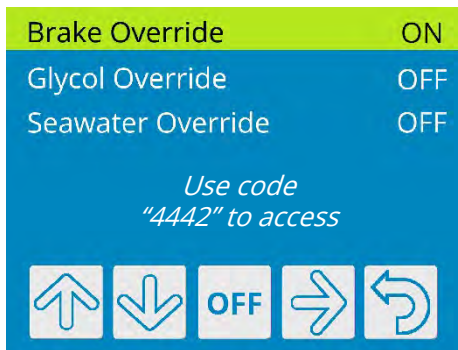 Brake Override ON
Glycol Override OFF
Seawater Override OFF
Use code
“4442” to access
OFF